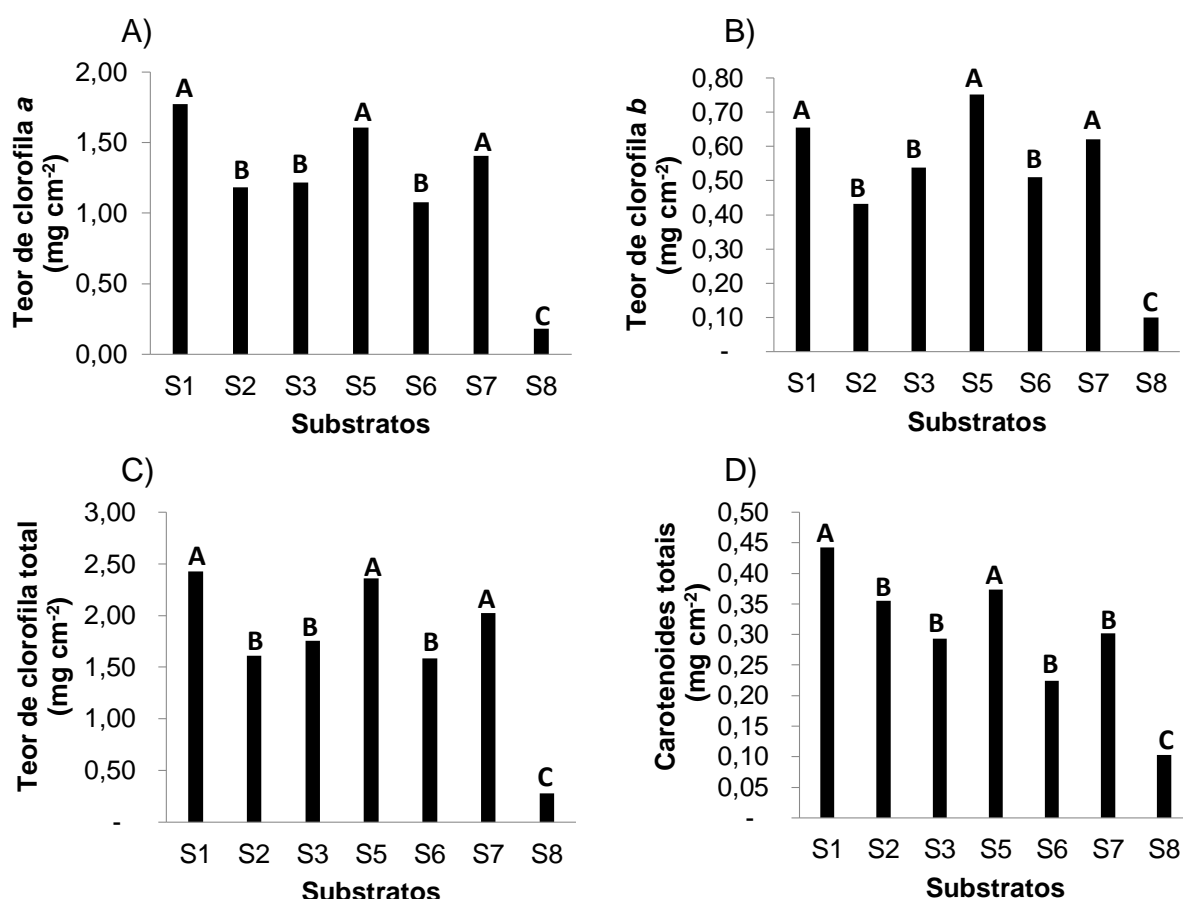 A)
Teor de clorofila a
(mg cm-2)
2,00
1,50
1,00
0,50
0,00
A
B
B
A
B
A
C
S1 S2 S3 S5 S6 S7 S8
Substratos
B)
Teor de clorofila b
(mg cm-2)
0,80
0,70
0,60
0,50
0,40
0,30
0,20
0,10
-
A
B
B
A
B
A
C
S1 S2 S3 S5 S6 S7 S8
Substratos
C)
Teor de clorofila total
(mg cm-2)
3,00
2,50
2,00
1,50
1,00
0,50
-
A
B
B
A
B
A
C
S1 S2 S3 S5 S6 S7 S8
Substratos
D)
Carotenoides totais
(mg cm-2)
0,50
0,45
0,40
0,35
0,30
0,25
0,20
0,15
0,10
0,05
-
A
B
B
A
B
B
C
S1 S2 S3 S5 S6 S7 S8
Substratos